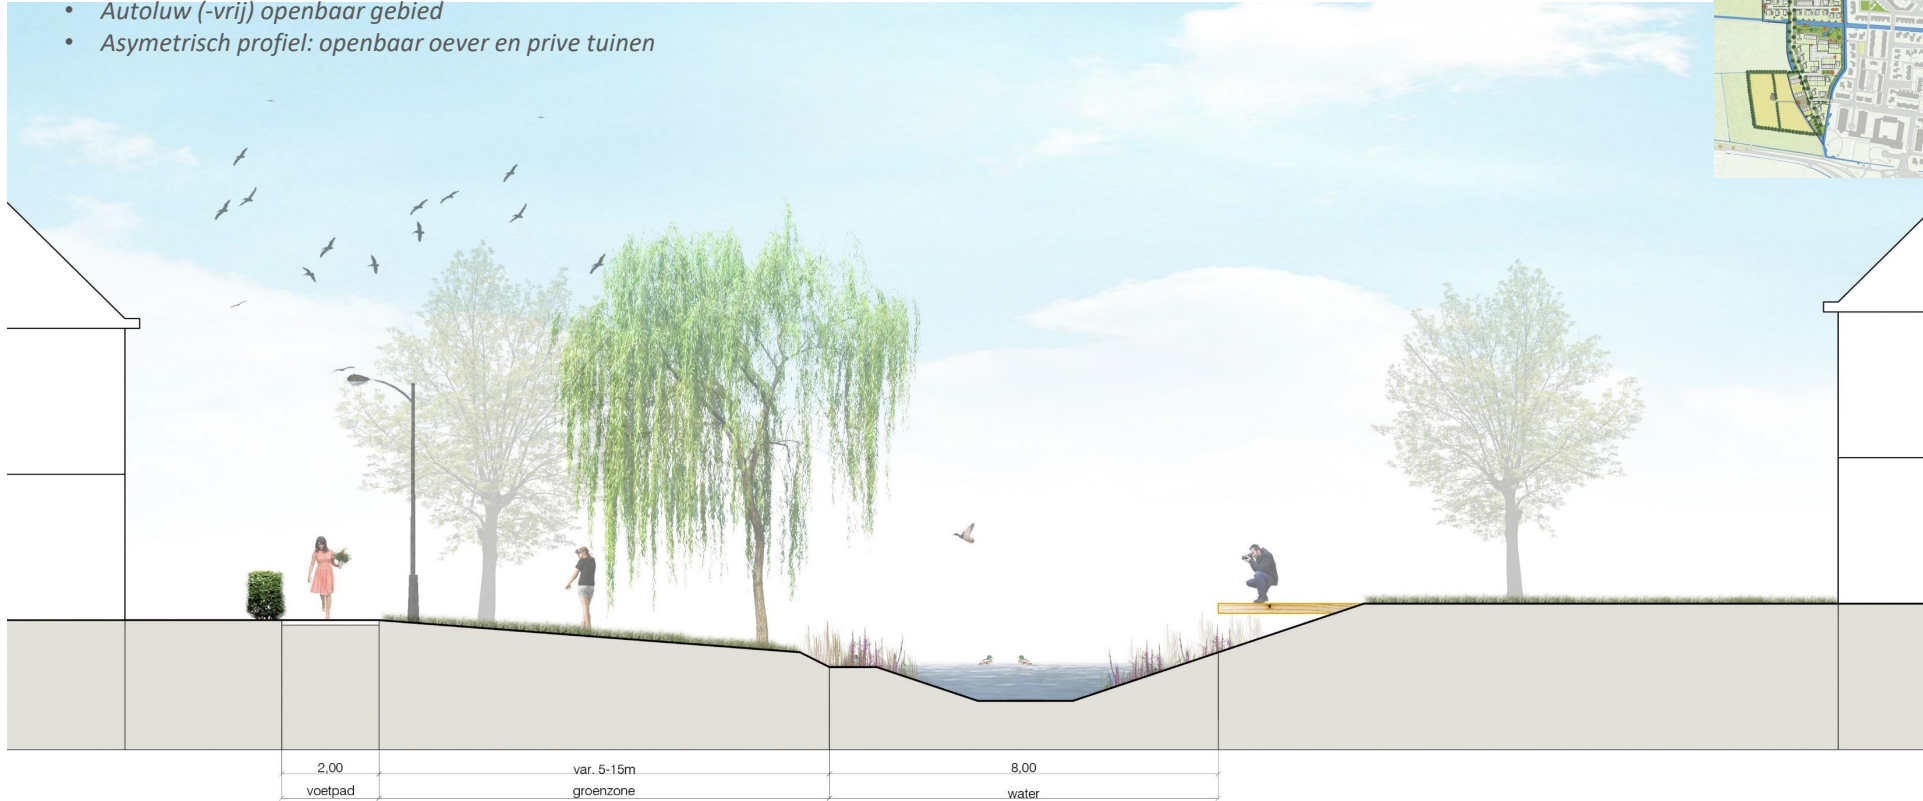 • Autoluw (-vrij) openbaar gebied
• Asymetrisch profiel: openbaar oever en prive tuinen
2,00
var. 5-15m
8,00
voetpad
groenzone
water